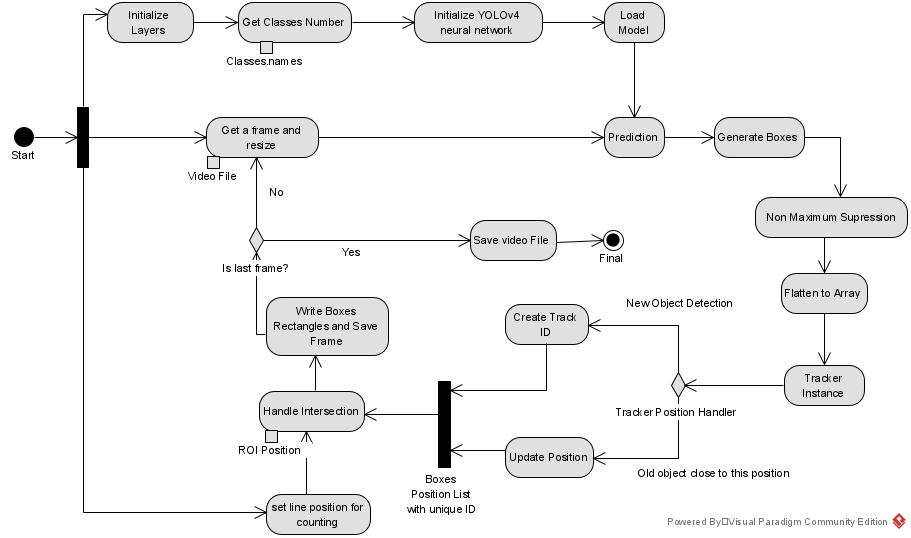 Initialize
Layers
Get Classes Number
Classes.names
Initialize YOLOv4
neural network
Load
Model
Start
Get a frame and
resize
Video File
Prediction
Generate Boxes
No
Non Maximum Supression
Is last frame?
Yes
Save video File
Final
Flatten to Array
Write Boxes
Rectangles and Save
Frame
Create Track
ID
New Object Detection
Tracker
Instance
Tracker Position Handler
Handle Intersection
ROI Position
Update Position
Old object close to this position
Boxes
Position List
with unique ID
set line position for
counting
Powered By□Visual Paradigm Community Edition